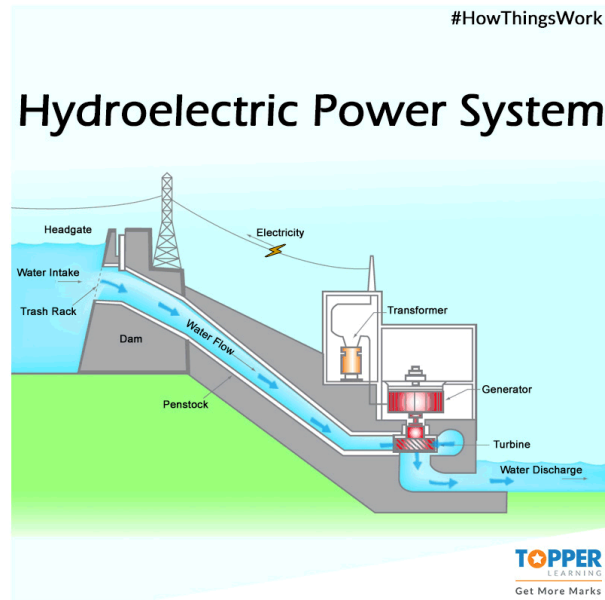 #HowThingsWork
Hydroelectric Power System
Headgate
Electricity
Water Intake
Trash Rack
Transformer
Water Flow
Dam
Generator
Penstock
Turbine
Water Discharge
TOPPER
LEARNING
Get More Marks